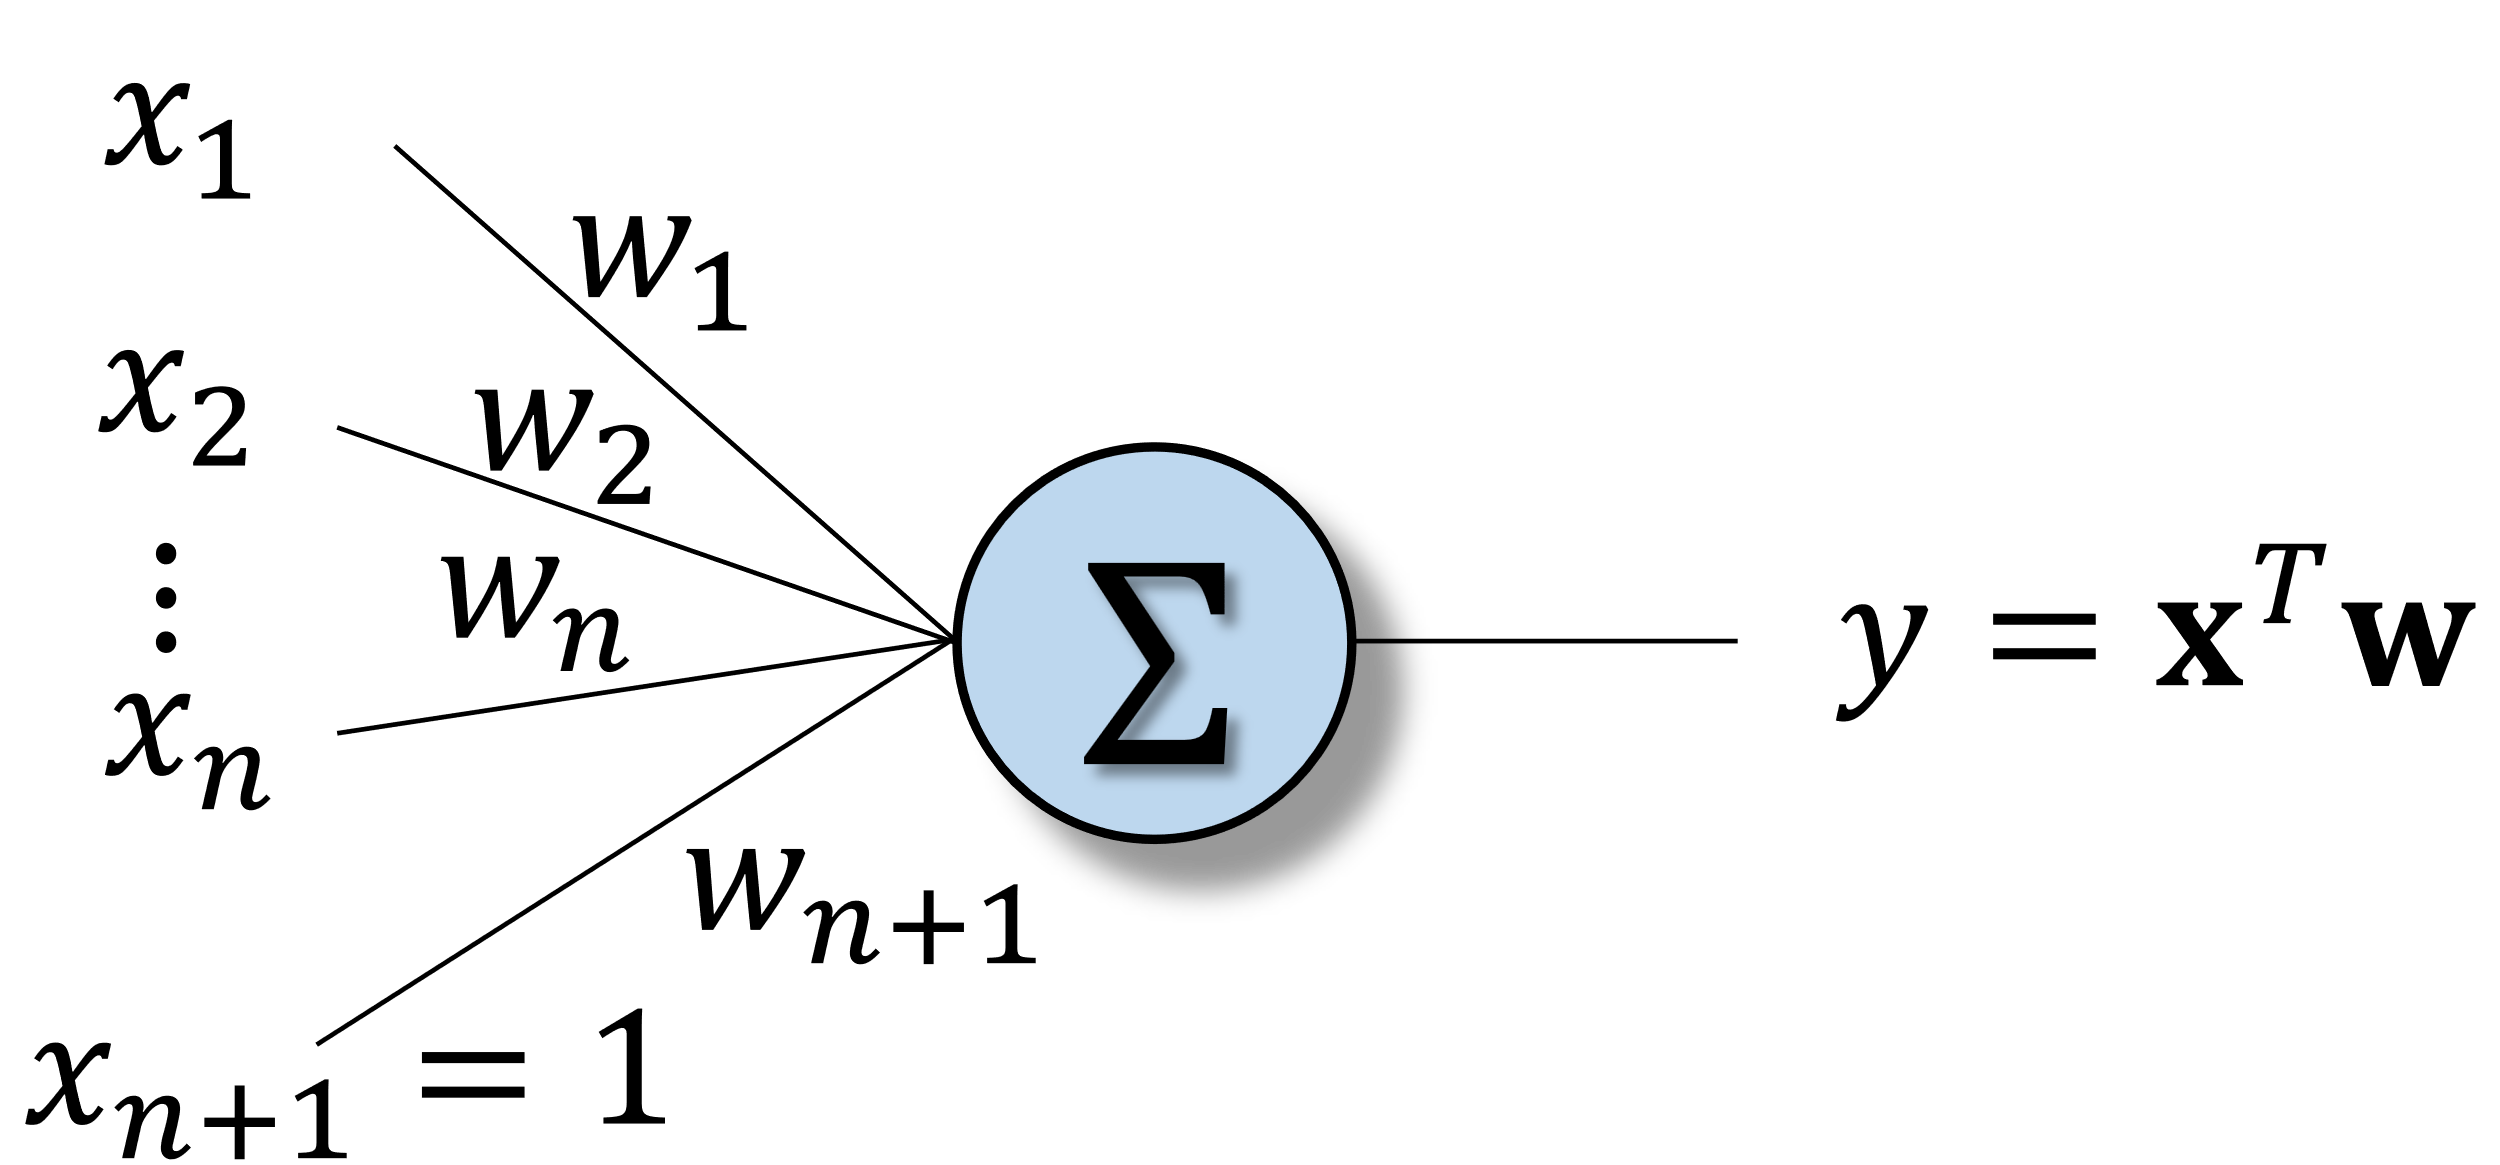 x₁
w₁
x₂
w₂
⋮
wₙ
xₙ
Σ
y = 𝐱ᵀ𝐰
wₙ₊₁
xₙ₊₁ = 1